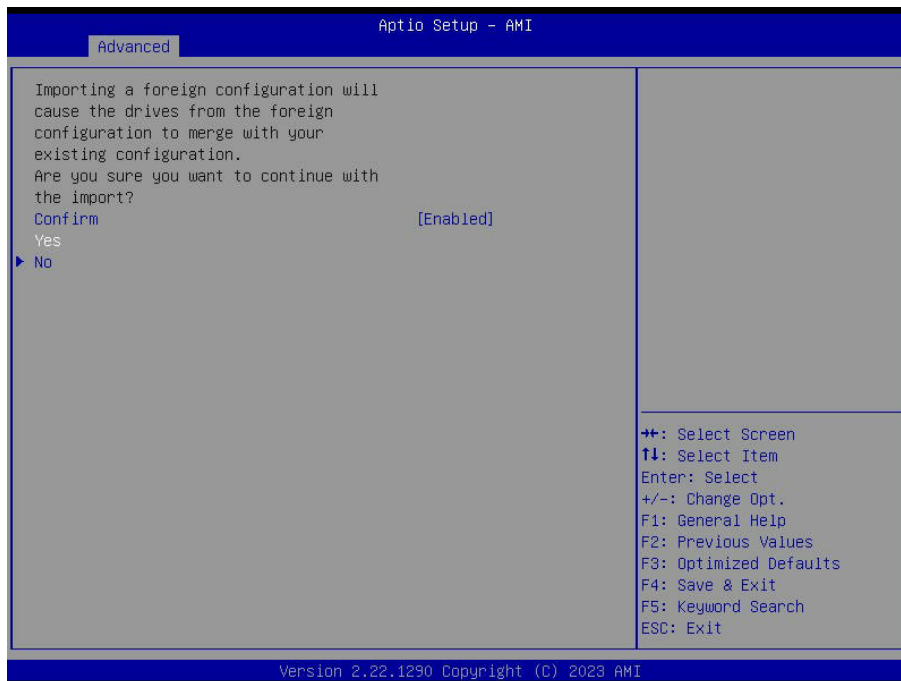 Aptio Setup – AMI
Advanced
Importing a foreign configuration will
cause the drives from the foreign
configuration to merge with your
existing configuration.
Are you sure you want to continue with
the import?
Confirm [Enabled]
Yes
▶ No
→←: Select Screen
↑↓: Select Item
Enter: Select
+/-: Change Opt.
F1: General Help
F2: Previous Values
F3: Optimized Defaults
F4: Save & Exit
F5: Keyword Search
ESC: Exit
Version 2.22.1290 Copyright (C) 2023 AMI